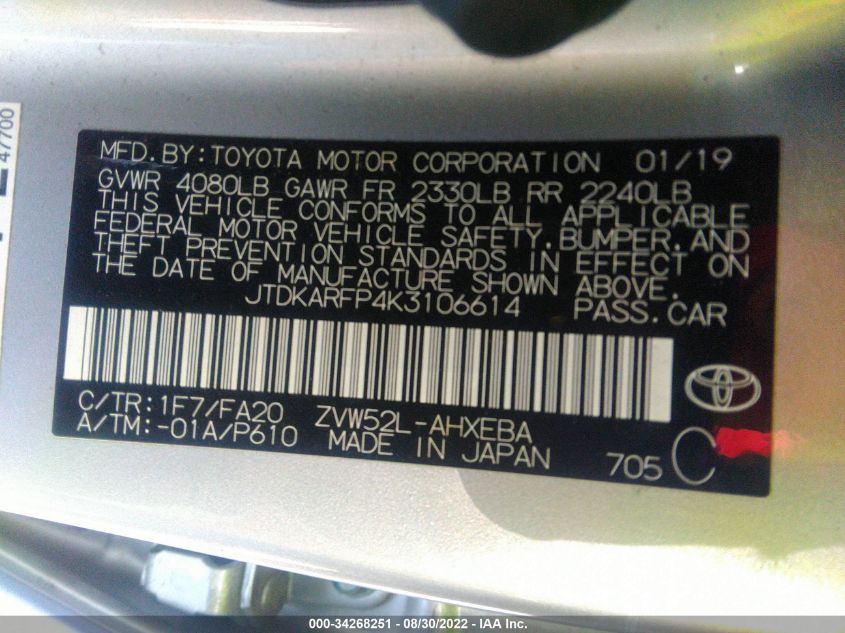 47700
MFD.BY:TOYOTA MOTOR CORPORATION 01/19
GVWR 4080LB GAWR FR 2330LB RR 2240LB
THIS VEHICLE CONFORMS TO ALL APPLICABLE
FEDERAL MOTOR VEHICLE SAFETY.BUMPER.AND
THEFT PREVENTION STANDARDS IN EFFECT ON
THE DATE OF MANUFACTURE SHOWN ABOVE.
JTDKARFP4K3106614 PASS.CAR
C/TR:1F7/FA20 ZVW52L-AHXEBA
A/TM:-01A/P610 MADE IN JAPAN
705 C
000-34268251 - 08/30/2022 - IAA Inc.